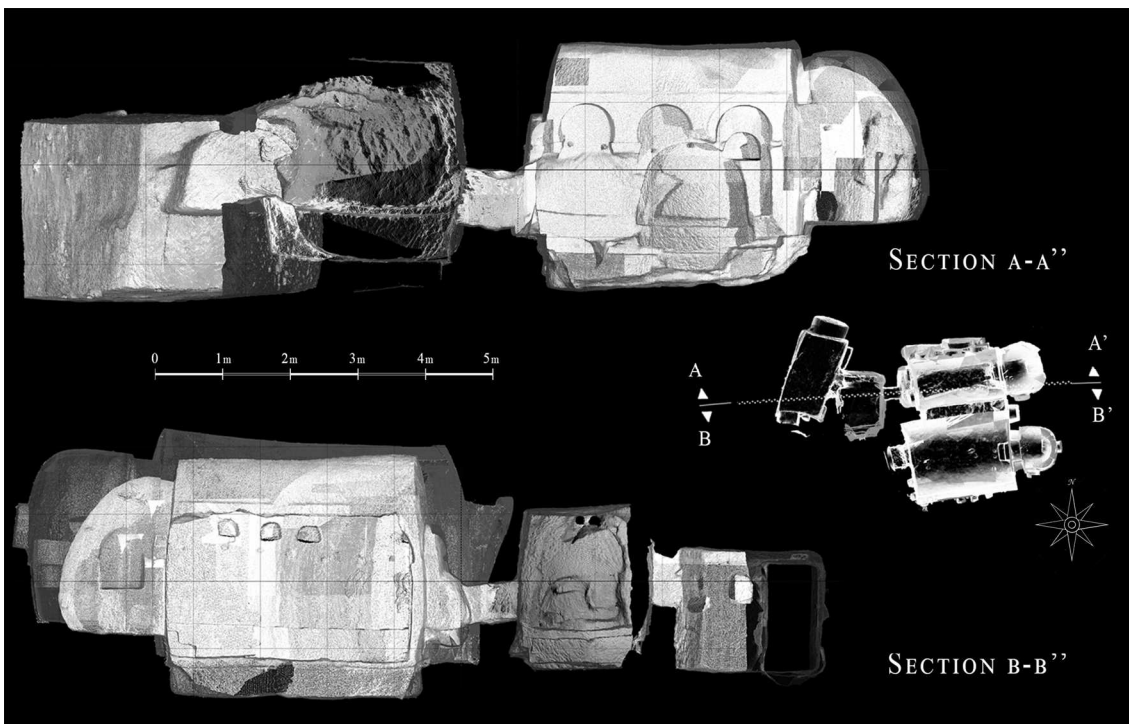 SECTION A-A’’
0 1m 2m 3m 4m 5m
A A'
B B'
N
SECTION B-B’’